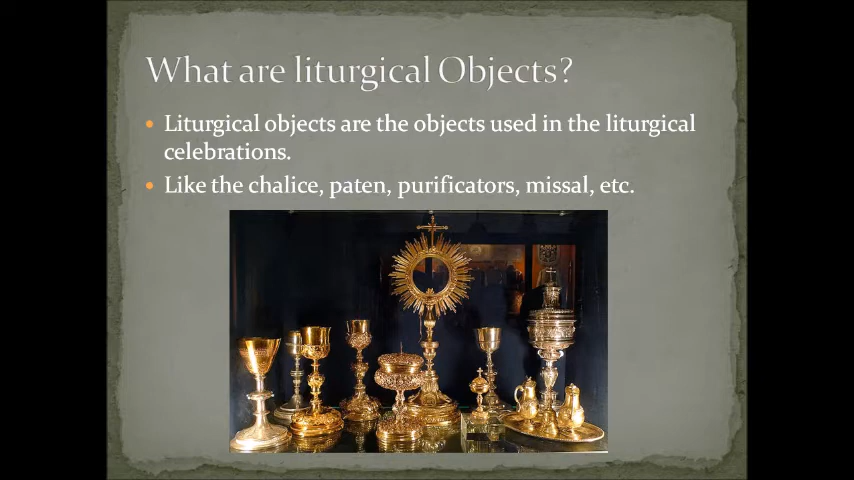 What are liturgical Objects?
Liturgical objects are the objects used in the liturgical
celebrations.
Like the chalice, paten, purificators, missal, etc.